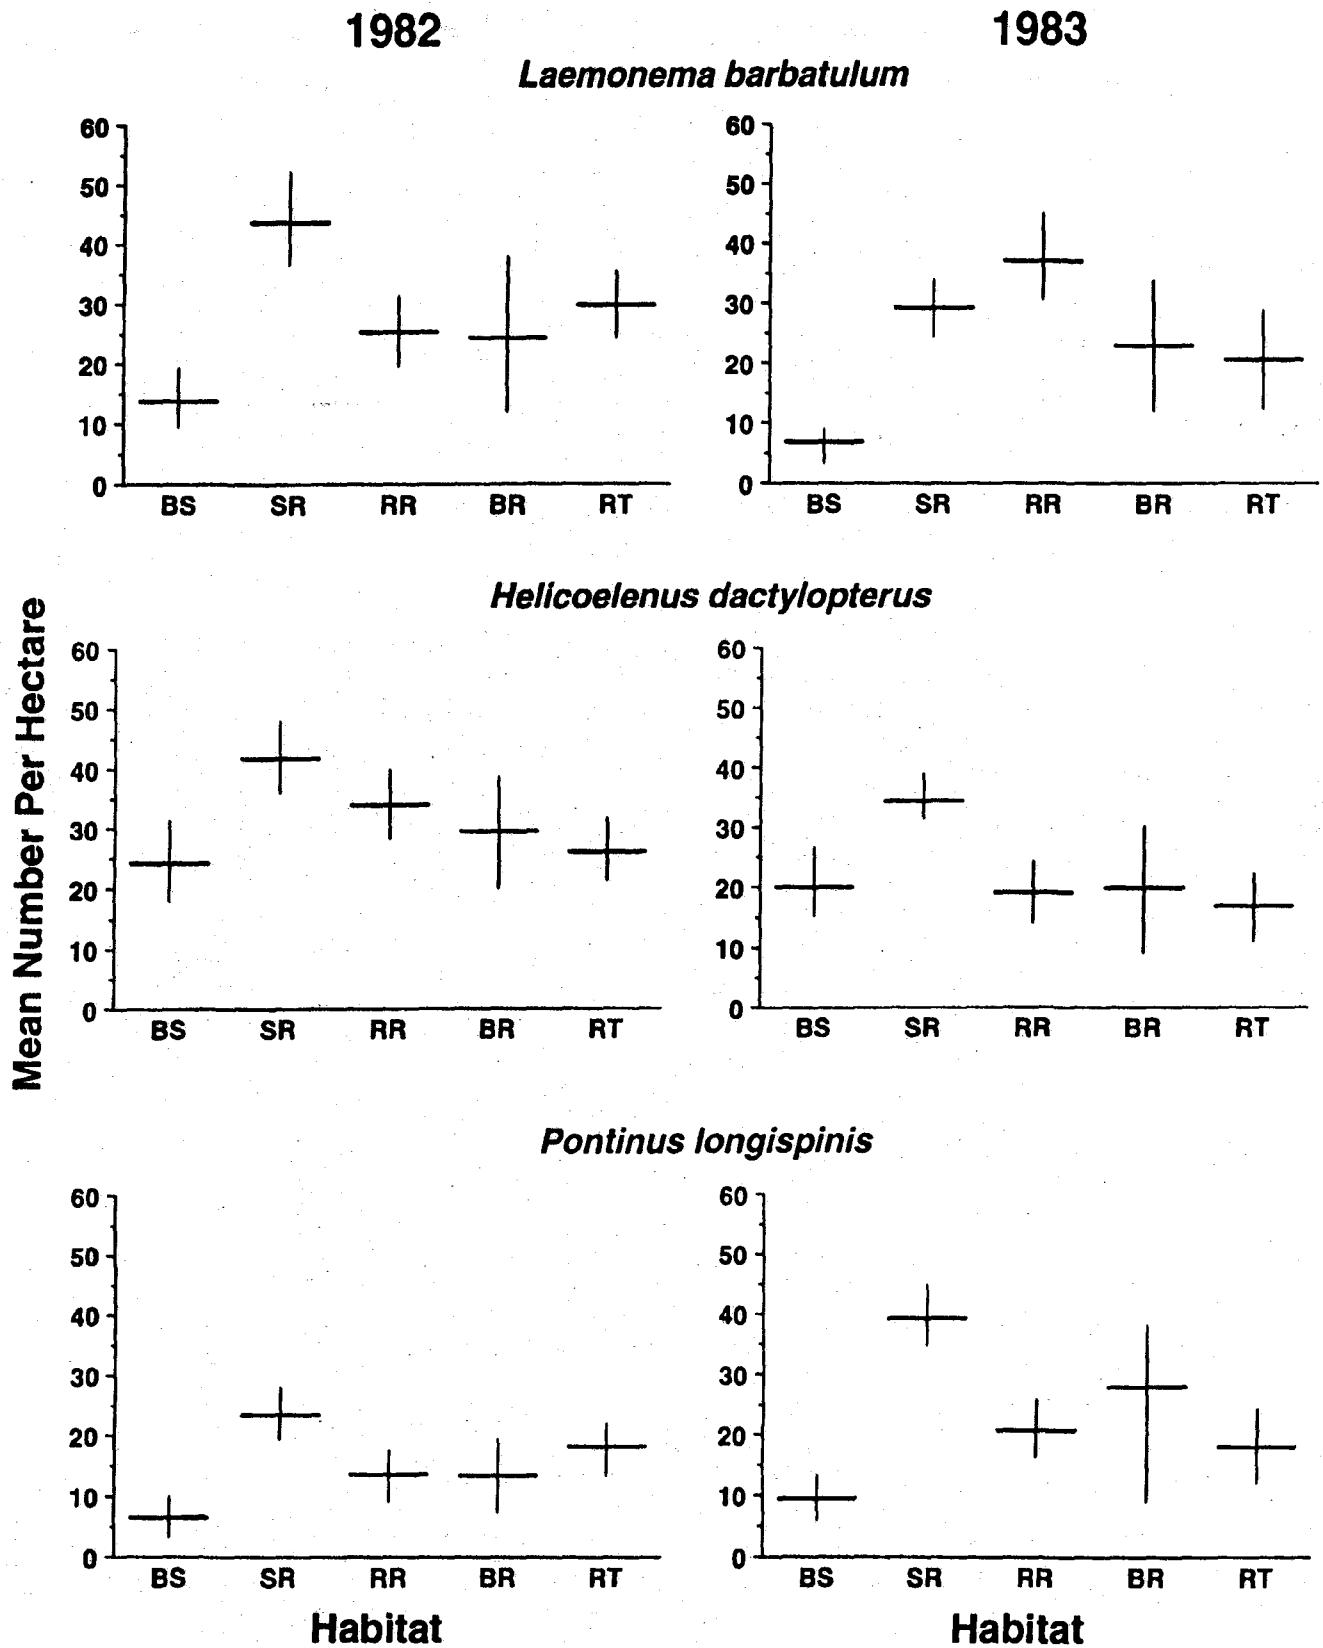 1982 1983
Laemonema barbatulum
60 60
50 50
40 40
30 30
20 20
10 10
0 0
BS SR RR BR RT BS SR RR BR RT
Helicoelenus dactylopterus
Mean Number Per Hectare
60 60
50 50
40 40
30 30
20 20
10 10
0 0
BS SR RR BR RT BS SR RR BR RT
Pontinus longispinis
60 60
50 50
40 40
30 30
20 20
10 10
0 0
BS SR RR BR RT BS SR RR BR RT
Habitat Habitat